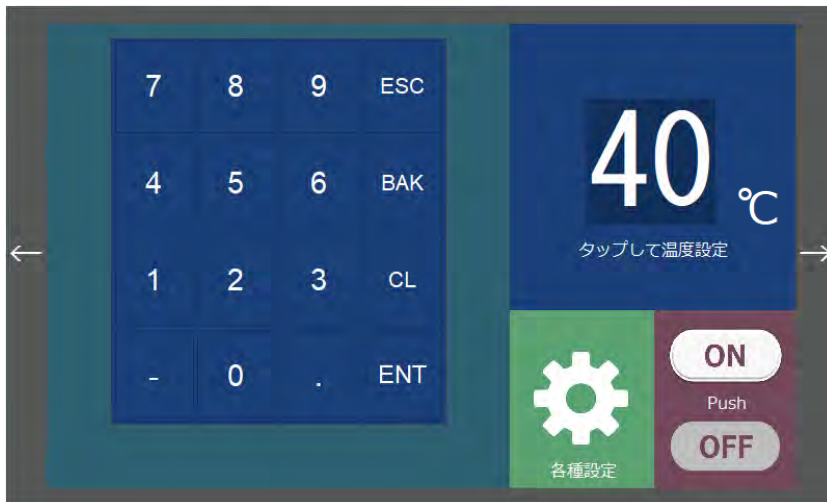 7 8 9 ESC
4 5 6 BAK
1 2 3 CL
- 0 . ENT
40 ℃
タップして温度設定
←
→
各種設定
ON
Push
OFF